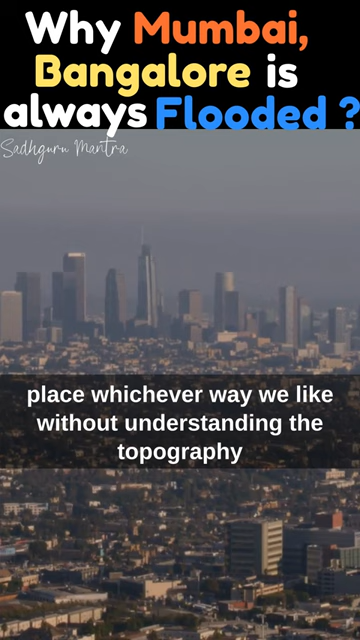 Why Mumbai,
Bangalore is
always Flooded ?
Sadhguru Mantra
place whichever way we like
without understanding the
topography